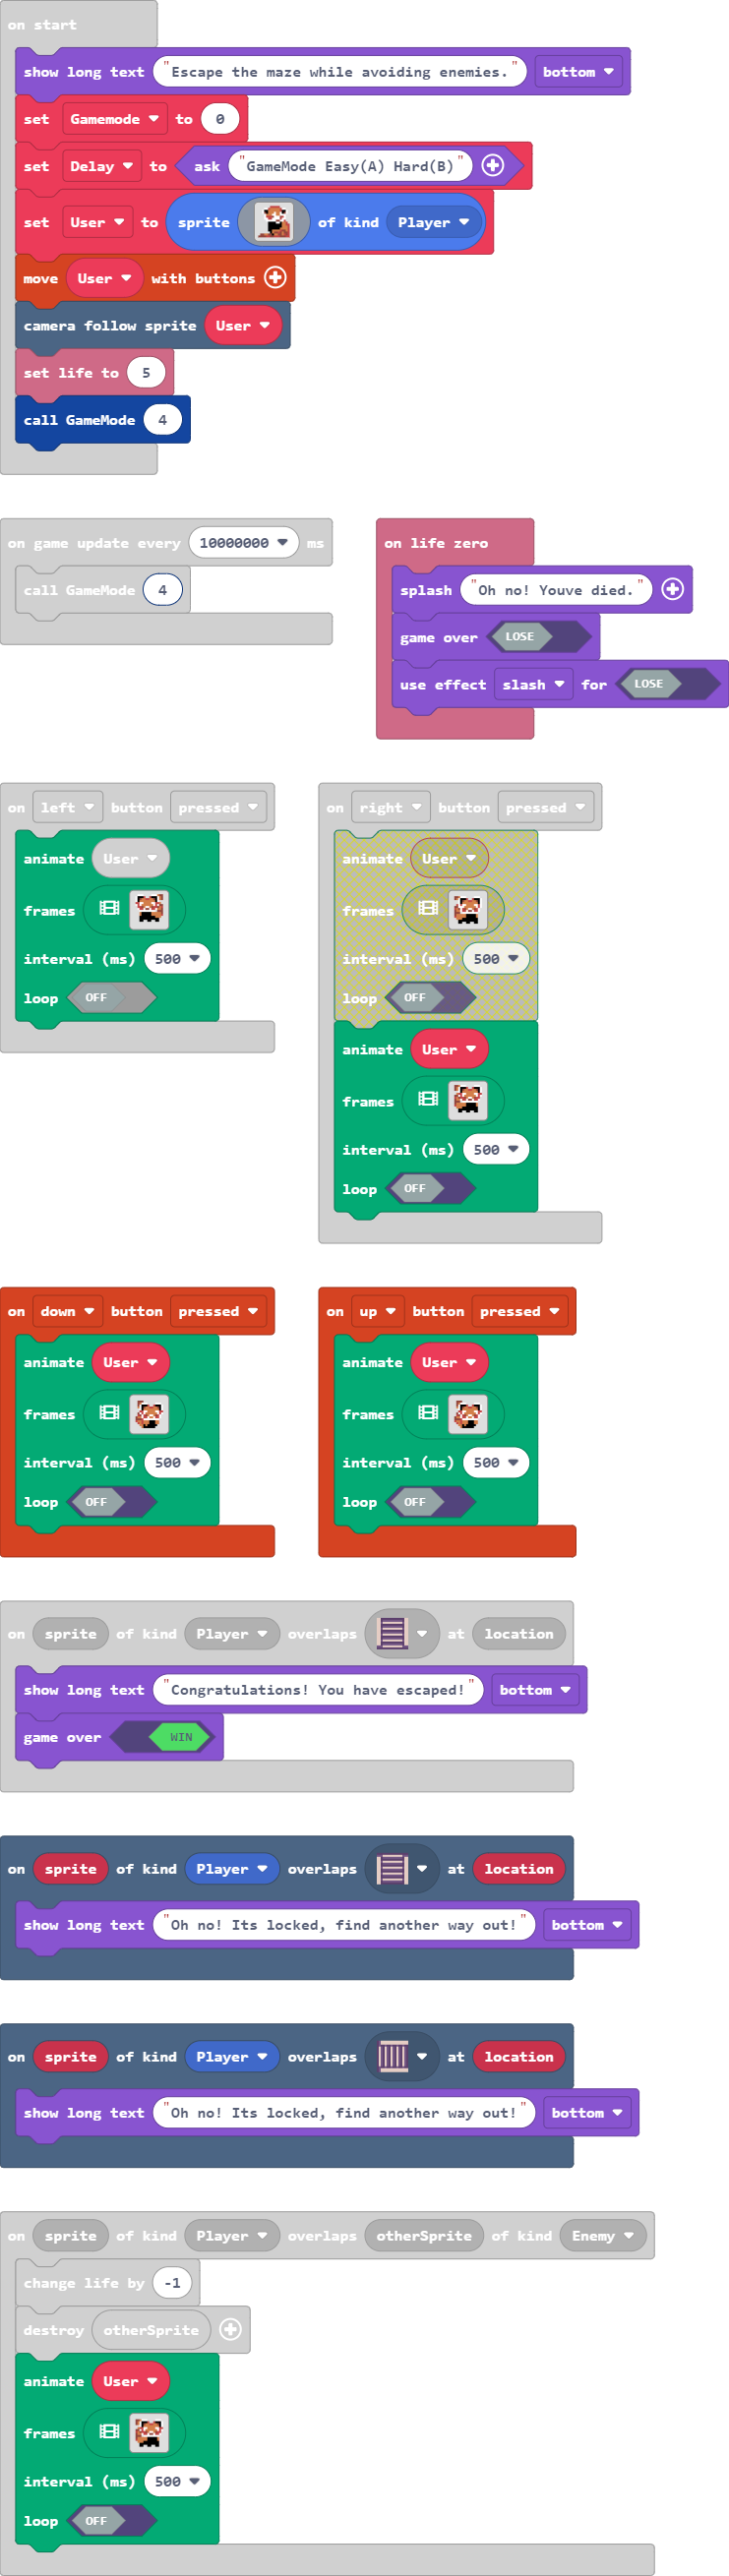 on start
show long text "Escape the maze while avoiding enemies." bottom
set Gamemode to 0
set Delay to ask "GameMode Easy(A) Hard(B)"
set User to sprite of kind Player
move User with buttons
camera follow sprite User
set life to 5
call GameMode 4
on game update every 10000000 ms
call GameMode 4
on life zero
splash "Oh no! Youve died."
game over LOSE
use effect slash for LOSE
on left button pressed
animate User
frames
interval (ms) 500
loop OFF
on right button pressed
animate User
frames
interval (ms) 500
loop OFF
animate User
frames
interval (ms) 500
loop OFF
on down button pressed
animate User
frames
interval (ms) 500
loop OFF
on up button pressed
animate User
frames
interval (ms) 500
loop OFF
on sprite of kind Player overlaps at location
show long text "Congratulations! You have escaped!" bottom
game over WIN
on sprite of kind Player overlaps at location
show long text "Oh no! Its locked, find another way out!" bottom
on sprite of kind Player overlaps at location
show long text "Oh no! Its locked, find another way out!" bottom
on sprite of kind Player overlaps otherSprite of kind Enemy
change life by -1
destroy otherSprite
animate User
frames
interval (ms) 500
loop OFF